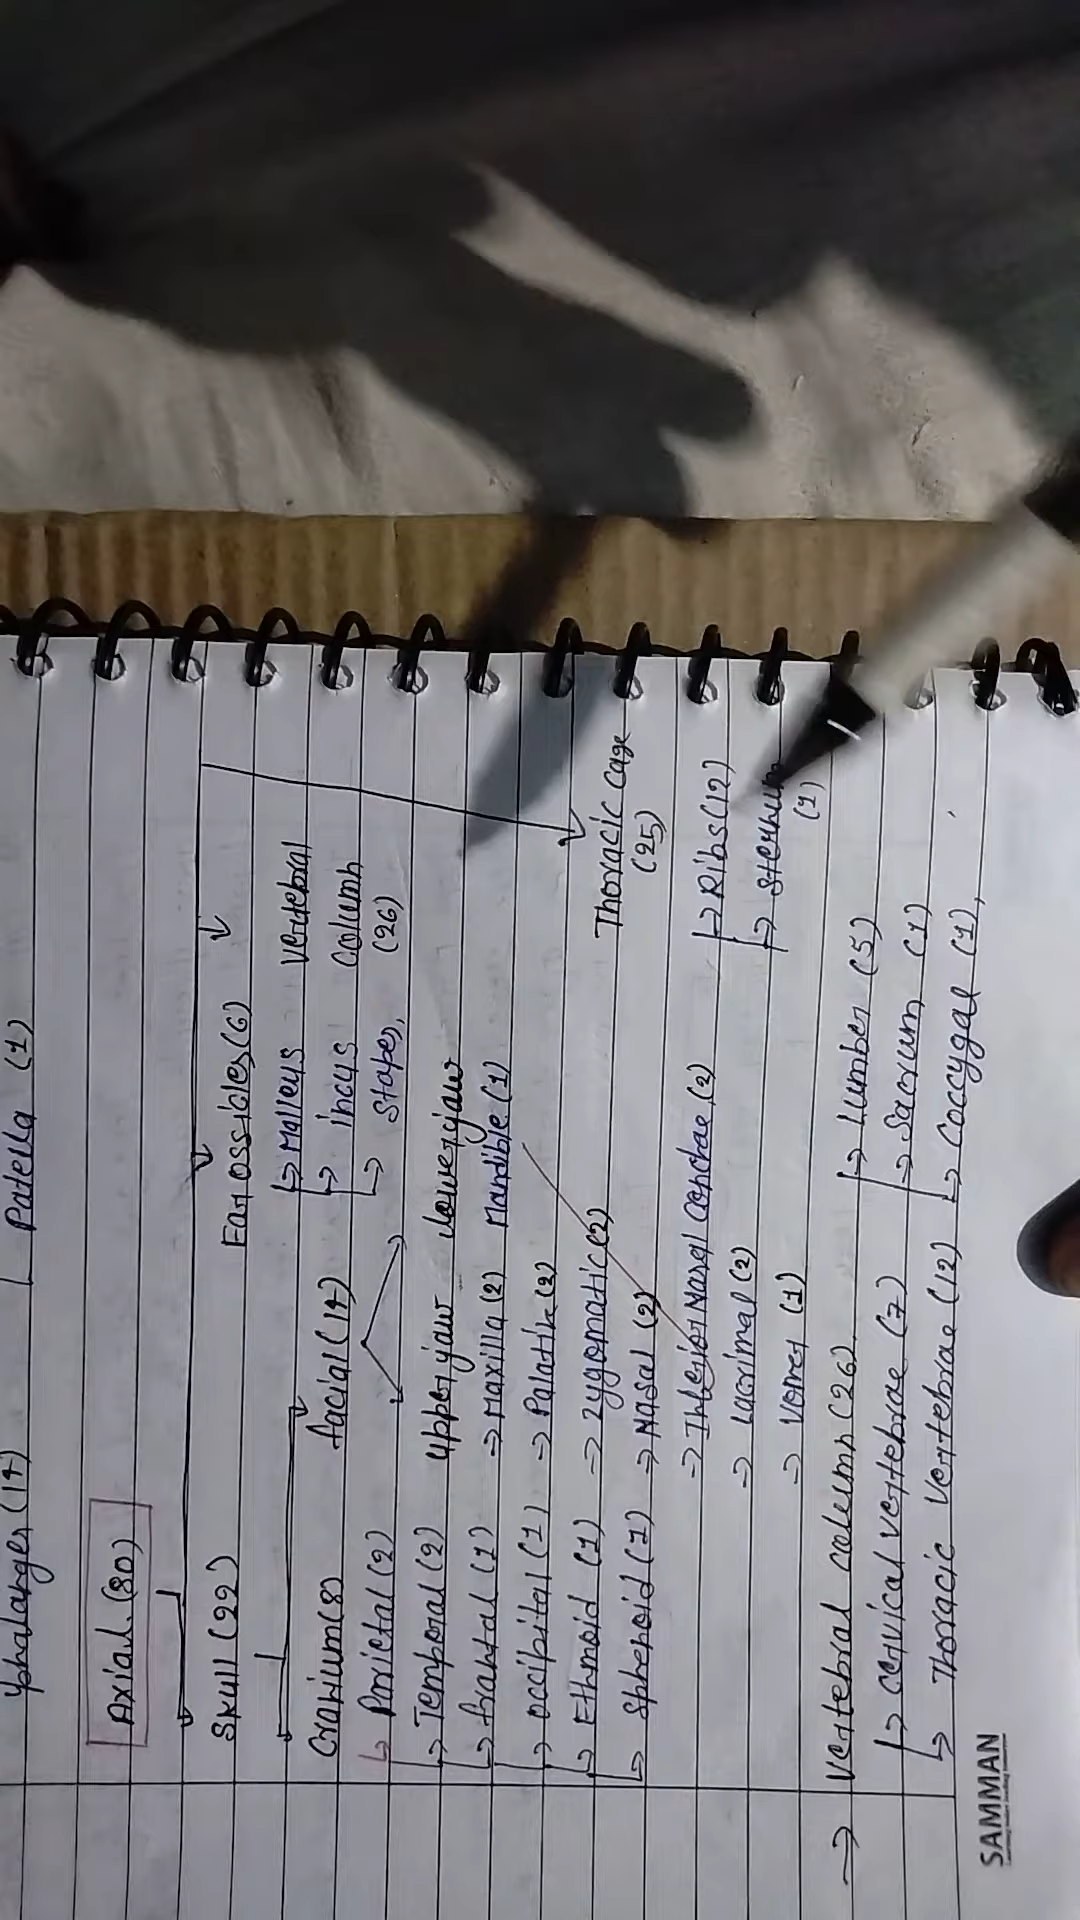 phalanges (14)
Patella (1)
Axial (80)
Skull (22)
Ear ossicles (6)
vertebral
column
(26)
Thoracic cage
(25)
Malleus
incus
Stapes,
Cranium (8)
facial (14)
Parietal (2)
Temporal (2)
frontal (1)
occipital (1)
Ethmoid (1)
Sphenoid (1)
upper jaw
lower jaw
→ Maxilla (2)
Mandible (1)
→ Palatine (2)
→ zygomatic (2)
→ Nasal (2)
→ Inferior Nasal Conchae (2)
→ Lacrimal (2)
→ Vomer (1)
Ribs (12)
Sternum
(1)
→ Vertebral column (26)
cervical vertebrae (7)
Thoracic vertebrae (12)
Lumber (5)
Sacrum (1)
Coccygal (1),
SAMMAN